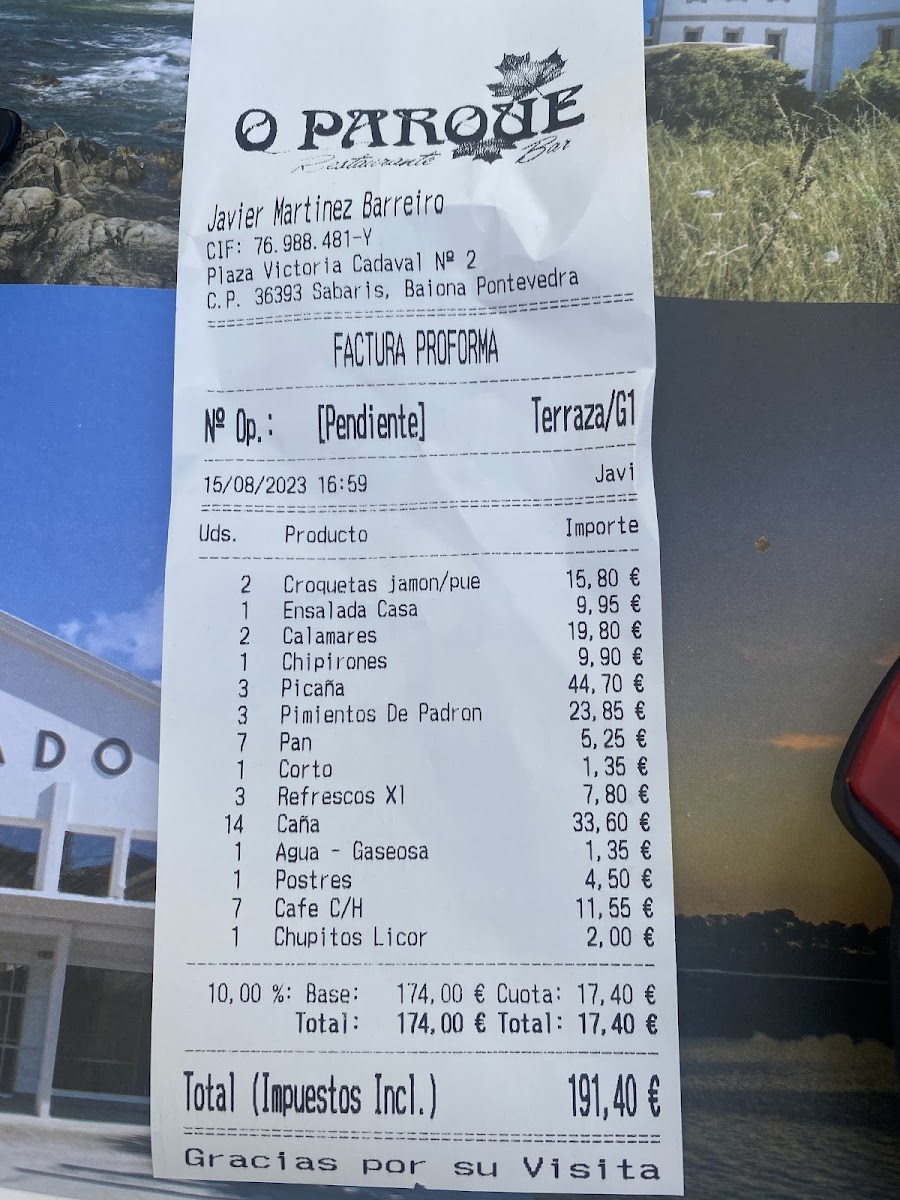 O PARQUE
Restaurante Bar
Javier Martinez Barreiro
CIF: 76.988.481-Y
Plaza Victoria Cadaval Nº 2
C.P. 36393 Sabaris, Baiona Pontevedra
FACTURA PROFORMA
Nº Op.: [Pendiente] Terraza/G1
15/08/2023 16:59 Javi
Uds. Producto Importe
2 Croquetas jamon/pue 15,80 €
1 Ensalada Casa 9,95 €
2 Calamares 19,80 €
1 Chipirones 9,90 €
3 Picaña 44,70 €
3 Pimientos De Padron 23,85 €
7 Pan 5,25 €
1 Corto 1,35 €
3 Refrescos Xl 7,80 €
14 Caña 33,60 €
1 Agua - Gaseosa 1,35 €
1 Postres 4,50 €
7 Cafe C/H 11,55 €
1 Chupitos Licor 2,00 €
10,00 %: Base: 174,00 € Cuota: 17,40 €
Total: 174,00 € Total: 17,40 €
Total (Impuestos Incl.) 191,40 €
Gracias por su Visita
ADO